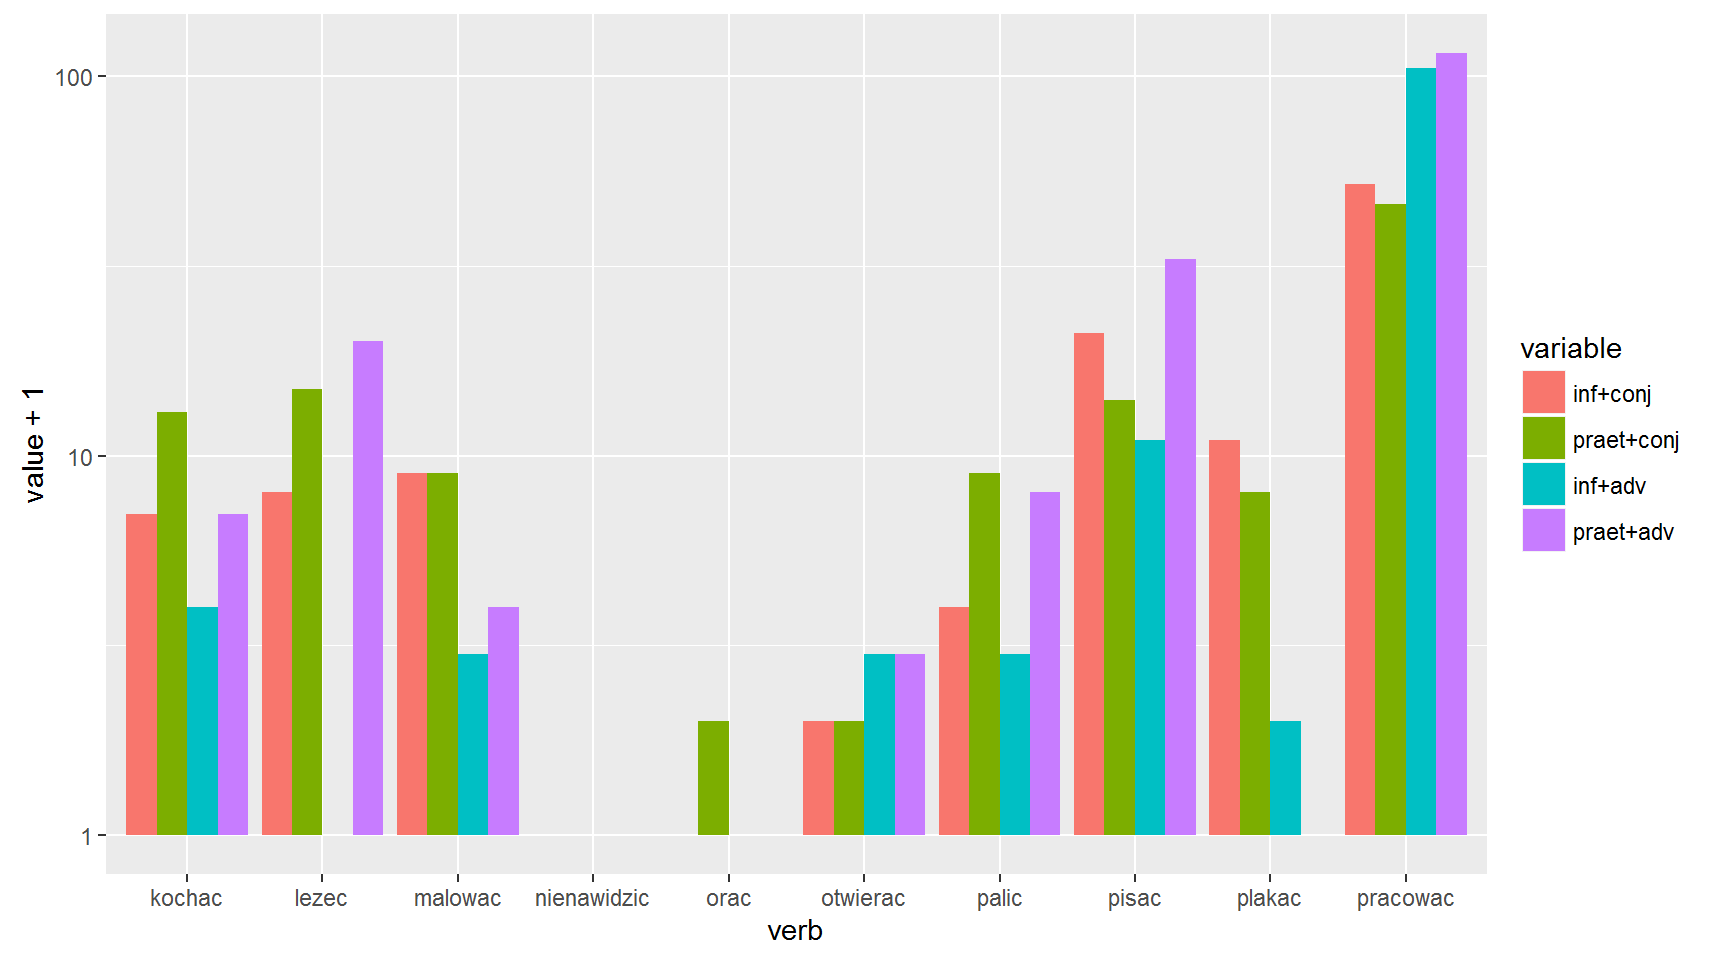 100
10
1
value + 1
kochac lezec malowac nienawidzic orac otwierac palic pisac plakac pracowac
verb
variable
inf+conj
praet+conj
inf+adv
praet+adv